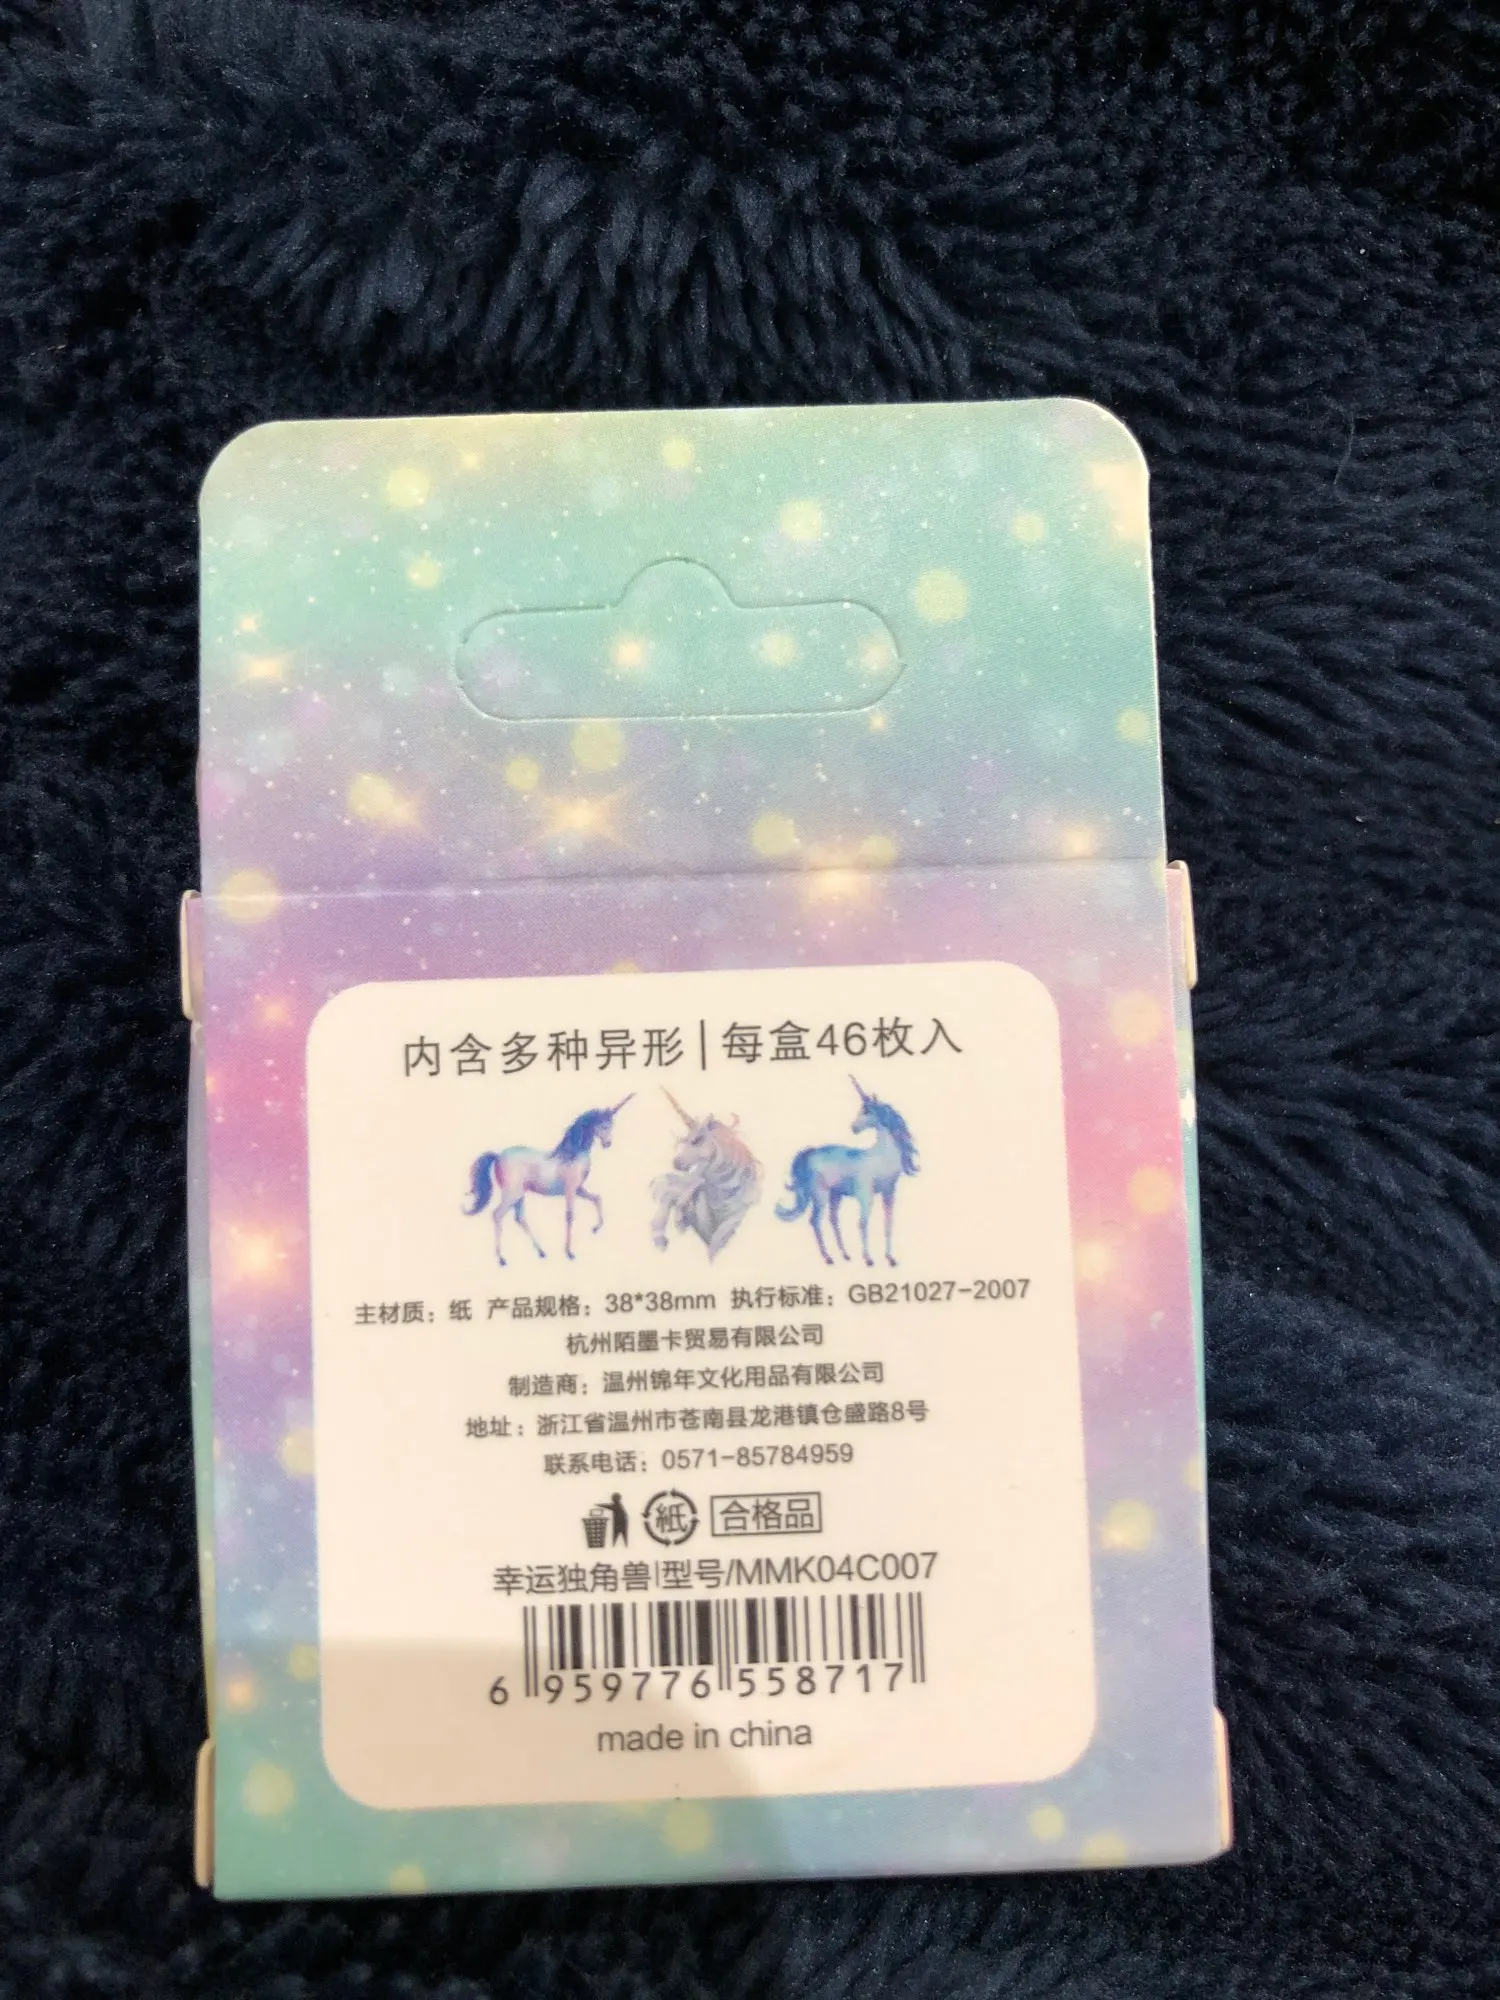 内含多种异形|每盒46枚入
主材质：纸 产品规格：38*38mm 执行标准：GB21027-2007
杭州陌墨卡贸易有限公司
制造商：温州锦年文化用品有限公司
地址：浙江省温州市苍南县龙港镇仓盛路8号
联系电话：0571-85784959
紙 合格品
幸运独角兽|型号/MMK04C007
6 959776 558717
made in china